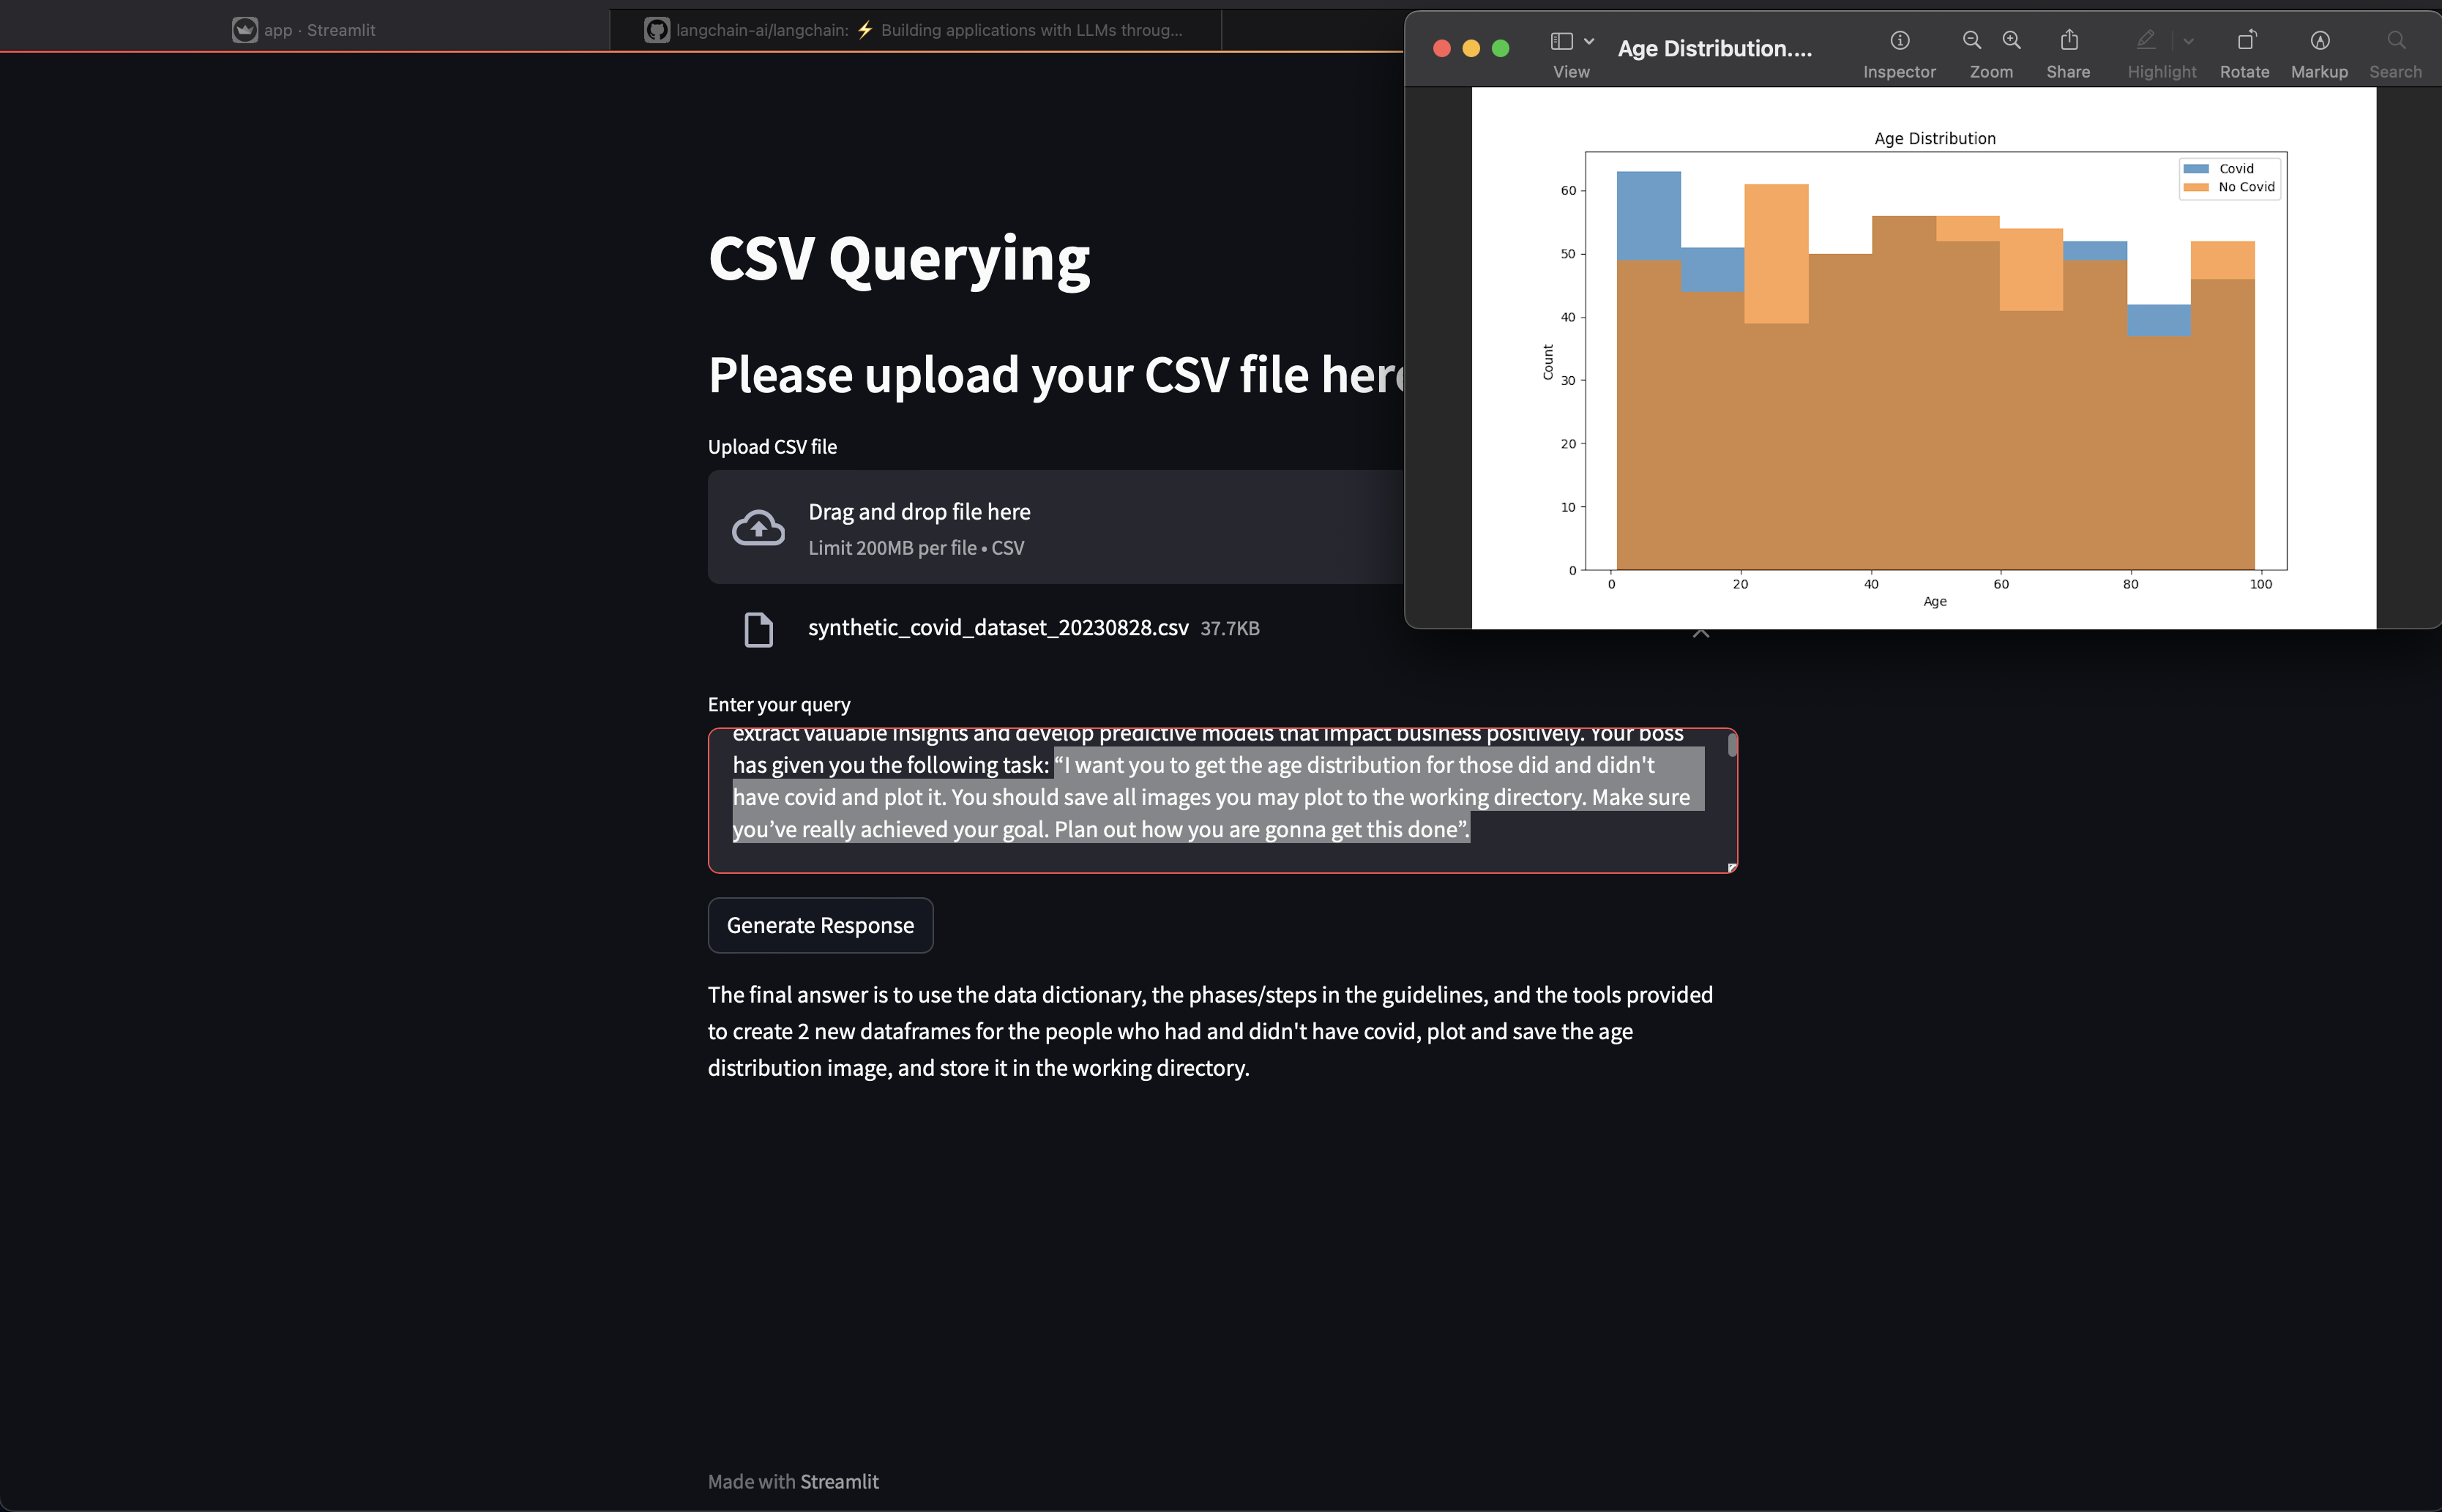 app · Streamlit
langchain-ai/langchain: ⚡ Building applications with LLMs throug...
Age Distribution....
View
Inspector
Zoom
Share
Highlight
Rotate
Markup
Search
Age Distribution
Covid
No Covid
60
50
40
30
20
10
0
Count
0 20 40 60 80 100
Age
CSV Querying
Please upload your CSV file here
Upload CSV file
Drag and drop file here
Limit 200MB per file • CSV
synthetic_covid_dataset_20230828.csv 37.7KB
Enter your query
extract valuable insights and develop predictive models that impact business positively. Your boss
has given you the following task: “I want you to get the age distribution for those did and didn't
have covid and plot it. You should save all images you may plot to the working directory. Make sure
you’ve really achieved your goal. Plan out how you are gonna get this done”.
Generate Response
The final answer is to use the data dictionary, the phases/steps in the guidelines, and the tools provided
to create 2 new dataframes for the people who had and didn't have covid, plot and save the age
distribution image, and store it in the working directory.
Made with Streamlit